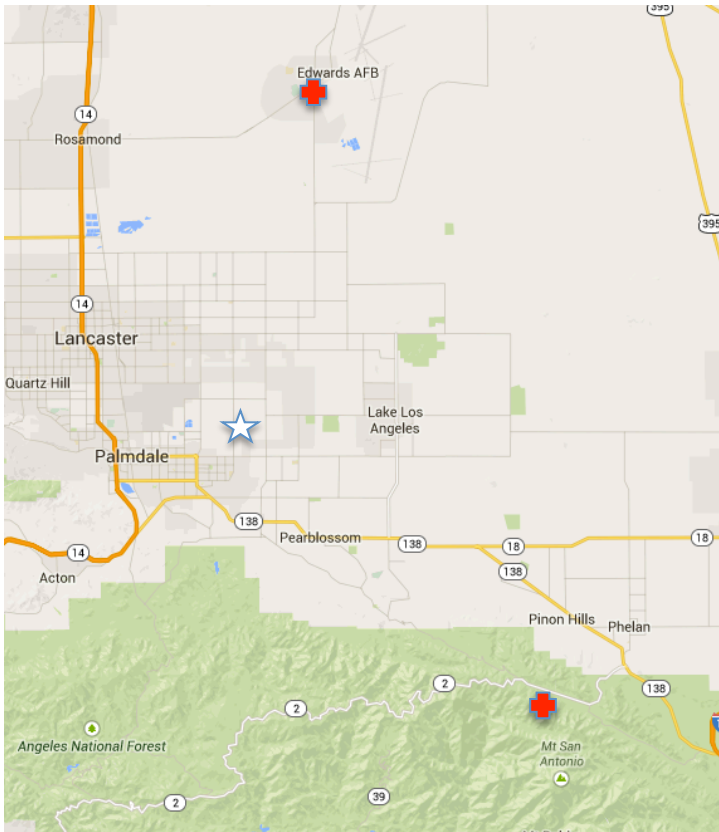 395
Edwards AFB
14
Rosamond
395
14
Lancaster
Quartz Hill
Lake Los
Angeles
Palmdale
138
Pearblossom
138
18
18
14
138
Acton
Pinon Hills
Phelan
2
138
2
Angeles National Forest
Mt San
Antonio
39
2